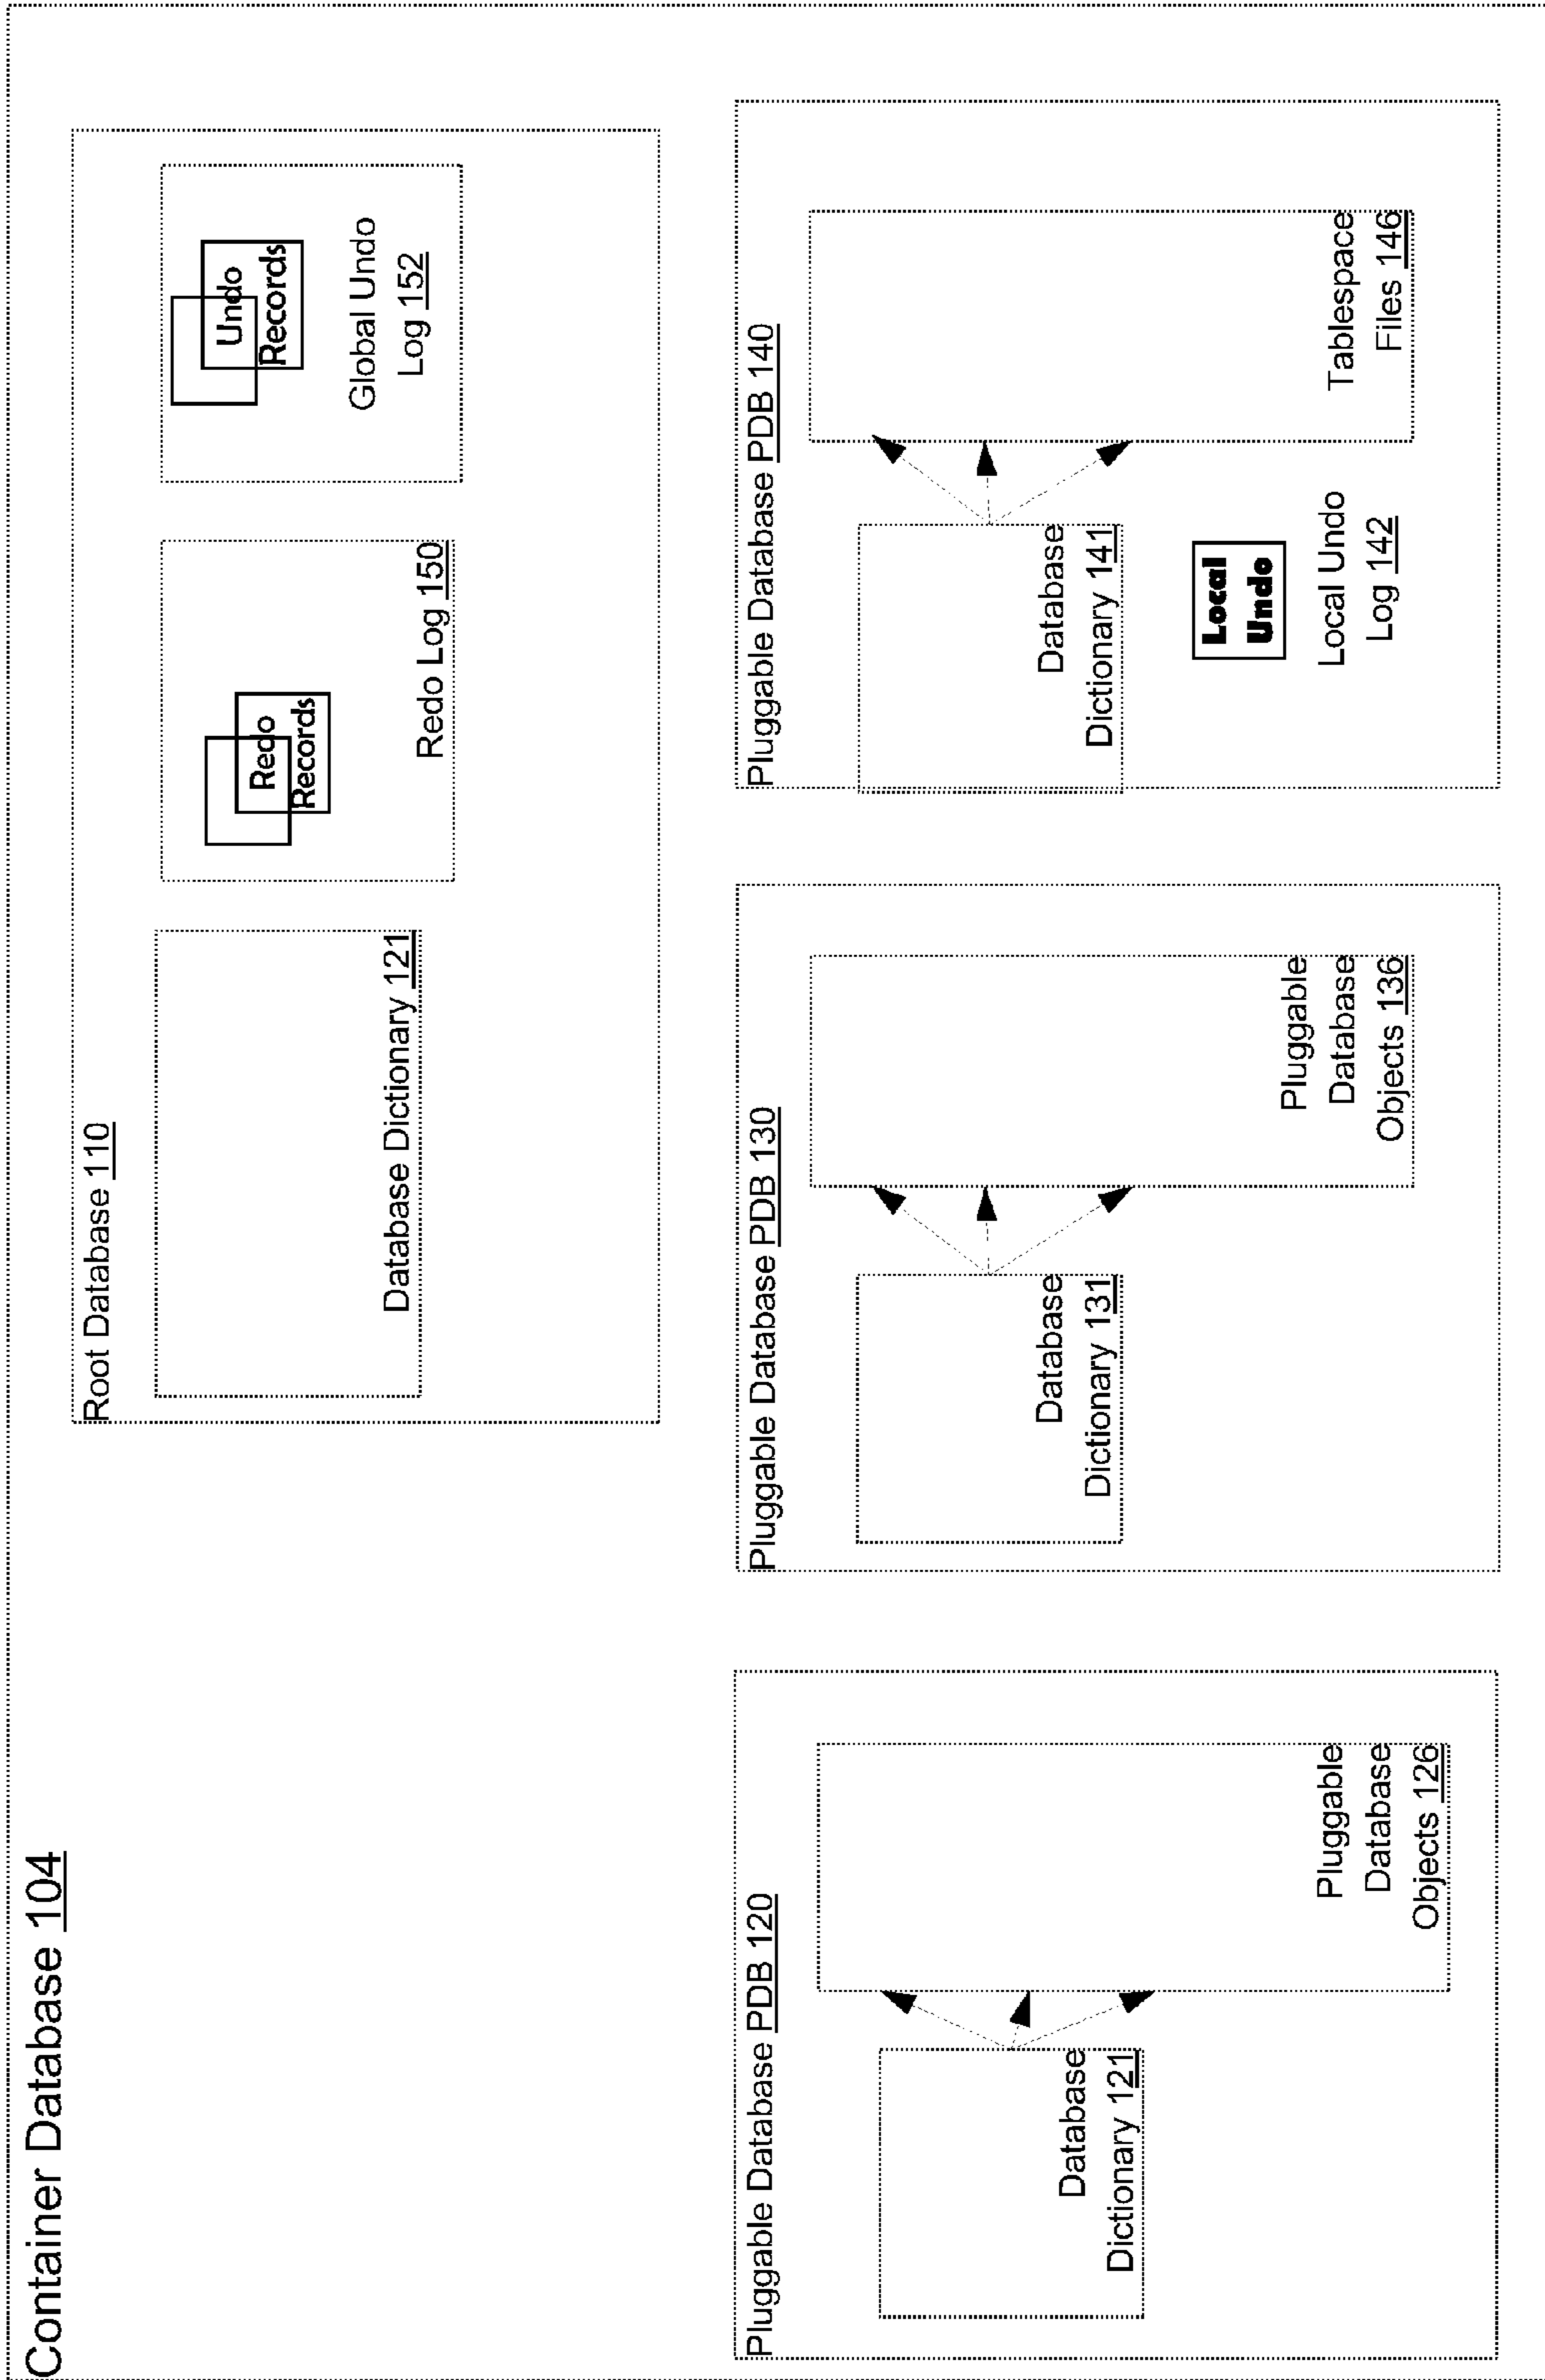 Container Database 104
Root Database 110
Database Dictionary 121
Redo
Records
Redo Log 150
Undo
Records
Global Undo
Log 152
Pluggable Database PDB 120
Database
Dictionary 121
Pluggable
Database
Objects 126
Pluggable Database PDB 130
Database
Dictionary 131
Pluggable
Database
Objects 136
Pluggable Database PDB 140
Database
Dictionary 141
Local
Undo
Local Undo
Log 142
Tablespace
Files 146